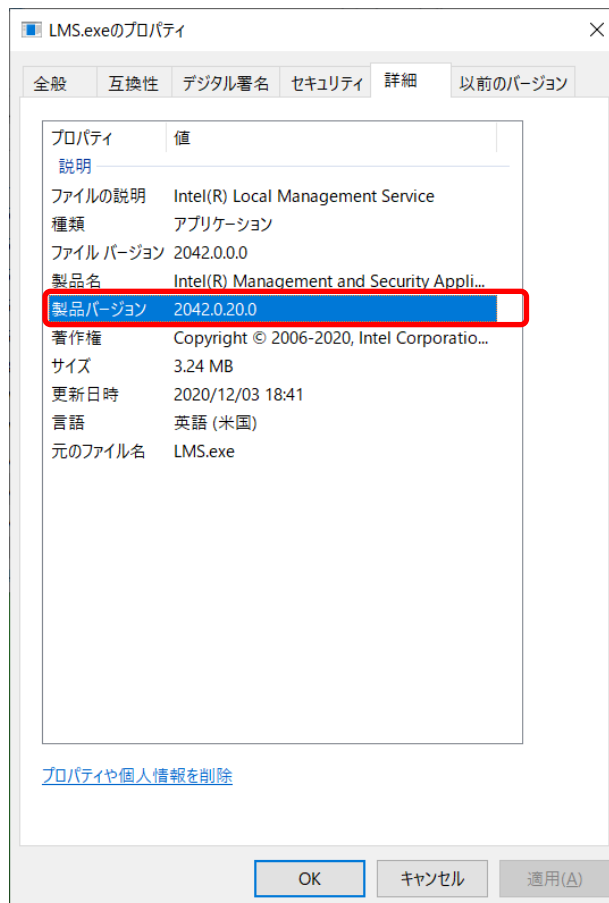 LMS.exeのプロパティ
全般 互換性 デジタル署名 セキュリティ 詳細 以前のバージョン
プロパティ 値
説明
ファイルの説明 Intel(R) Local Management Service
種類 アプリケーション
ファイル バージョン 2042.0.0.0
製品名 Intel(R) Management and Security Appli...
製品バージョン 2042.0.20.0
著作権 Copyright © 2006-2020, Intel Corporatio...
サイズ 3.24 MB
更新日時 2020/12/03 18:41
言語 英語 (米国)
元のファイル名 LMS.exe
プロパティや個人情報を削除
OK キャンセル 適用(A)